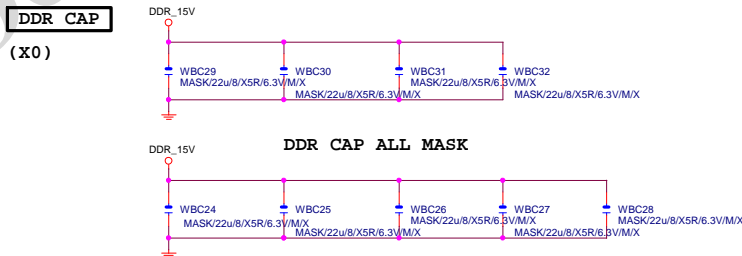 DDR CAP
(X0)
DDR_15V
WBC29
MASK/22u/8/X5R/6.3V/M/X
WBC30
MASK/22u/8/X5R/6.3V/M/X
WBC31
MASK/22u/8/X5R/6.3V/M/X
WBC32
MASK/22u/8/X5R/6.3V/M/X
DDR CAP ALL MASK
DDR_15V
WBC24
MASK/22u/8/X5R/6.3V/M/X
WBC25
MASK/22u/8/X5R/6.3V/M/X
WBC26
MASK/22u/8/X5R/6.3V/M/X
WBC27
MASK/22u/8/X5R/6.3V/M/X
WBC28
MASK/22u/8/X5R/6.3V/M/X